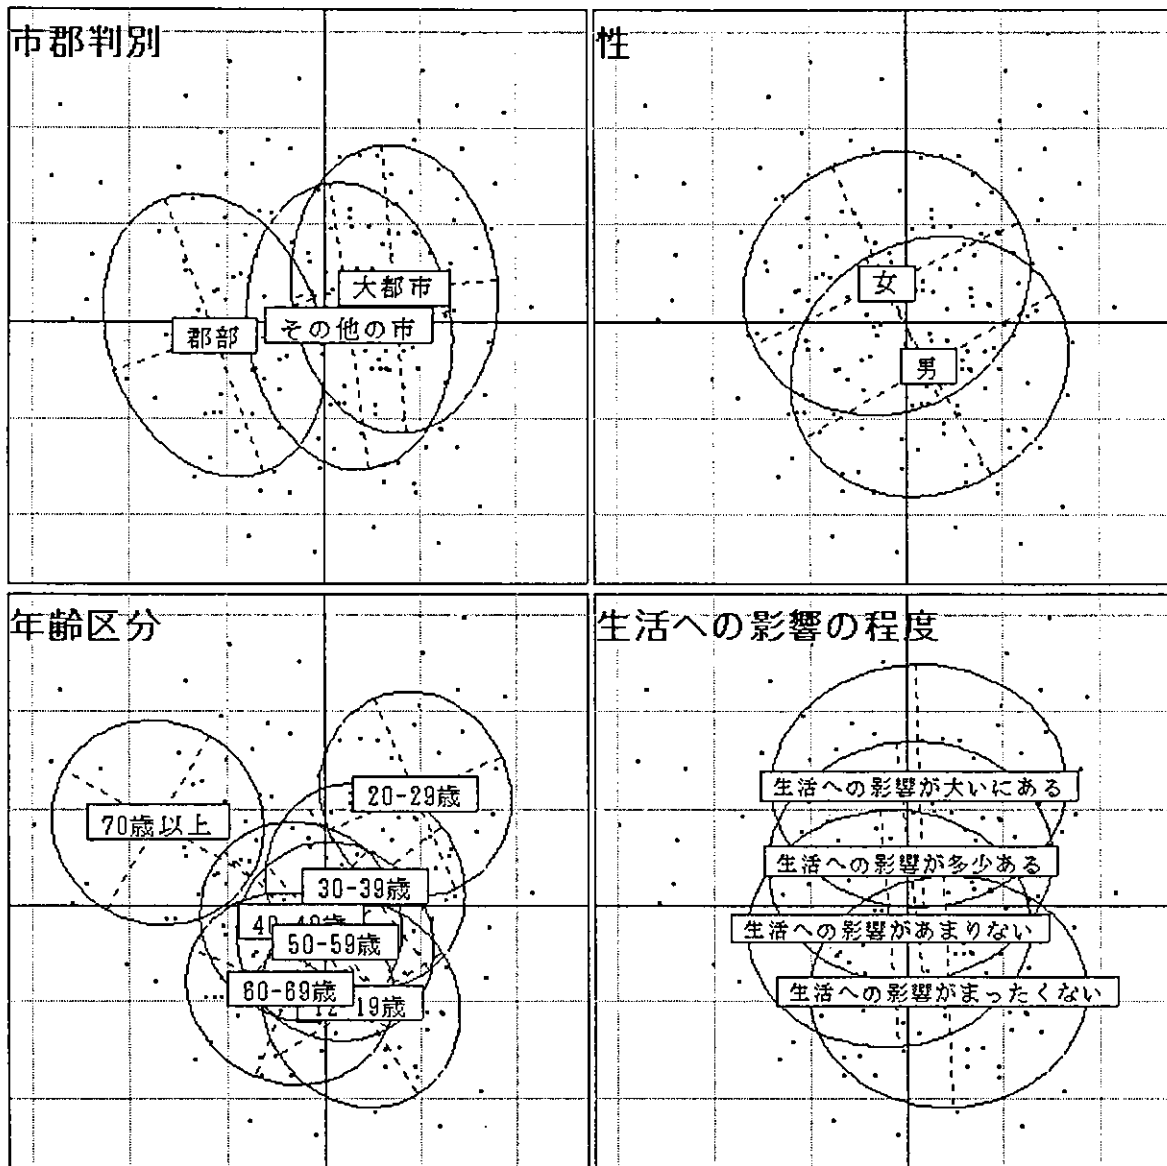 市郡判別
大都市
その他の市
郡部
性
女
男
年齢区分
20-29歳
70歳以上
30-39歳
50-59歳
60-69歳
生活への影響の程度
生活への影響が大いにある
生活への影響が多少ある
生活への影響があまりない
生活への影響がまったくない